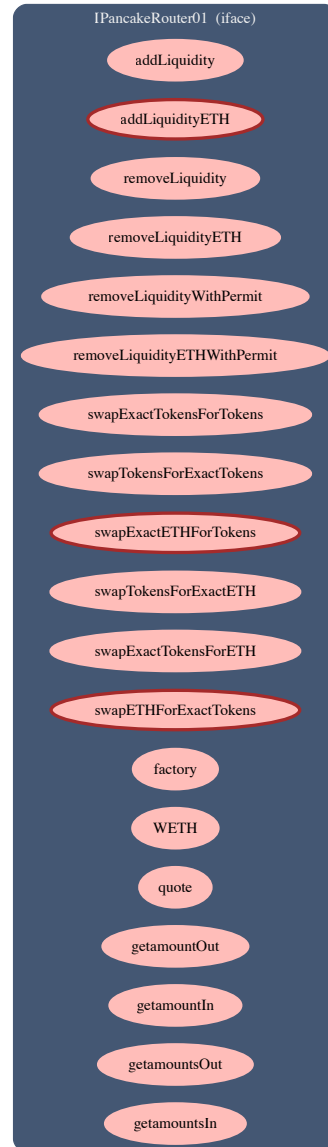 IPancakeRouter01 (iface)
addLiquidity
addLiquidityETH
removeLiquidity
removeLiquidityETH
removeLiquidityWithPermit
removeLiquidityETHWithPermit
swapExactTokensForTokens
swapTokensForExactTokens
swapExactETHForTokens
swapTokensForExactETH
swapExactTokensForETH
swapETHForExactTokens
factory
WETH
quote
getamountOut
getamountIn
getamountsOut
getamountsIn